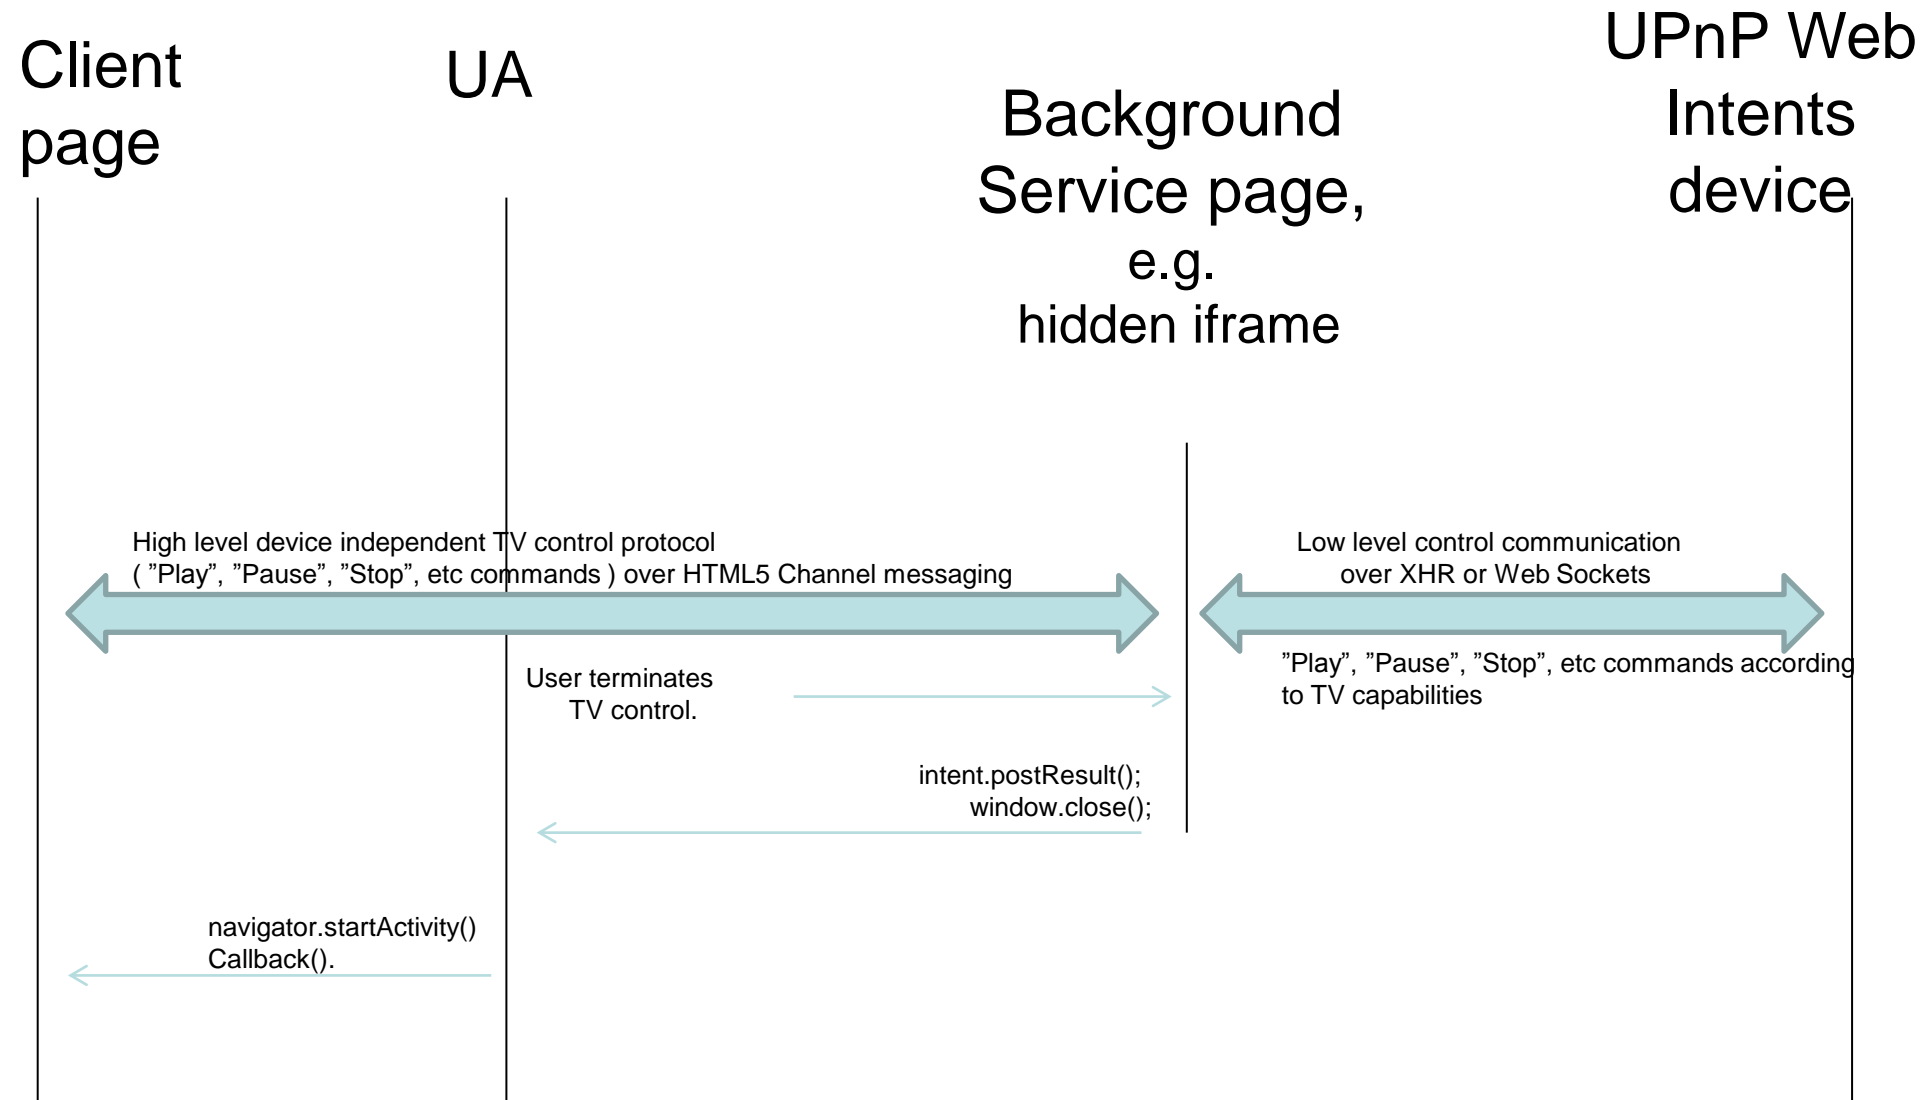 Client
page
UA
Background
Service page,
e.g.
hidden iframe
UPnP Web
Intents
device
High level device independent TV control protocol
( ”Play”, ”Pause”, ”Stop”, etc commands ) over HTML5 Channel messaging
Low level control communication
over XHR or Web Sockets
”Play”, ”Pause”, ”Stop”, etc commands according
to TV capabilities
User terminates
TV control.
intent.postResult();
window.close();
navigator.startActivity()
Callback().